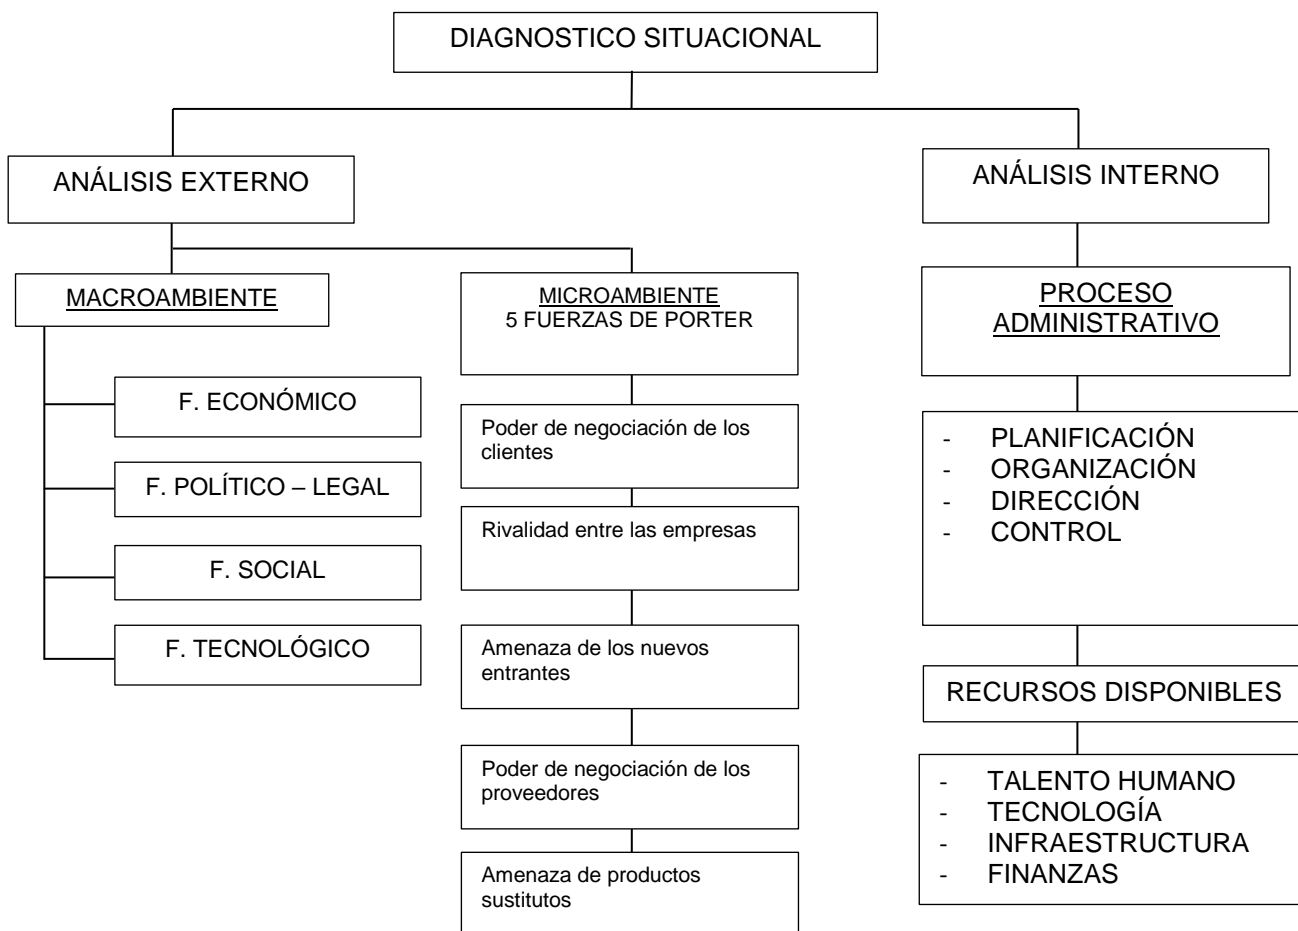 DIAGNOSTICO SITUACIONAL
ANÁLISIS EXTERNO
ANÁLISIS INTERNO
MACROAMBIENTE
MICROAMBIENTE
5 FUERZAS DE PORTER
PROCESO
ADMINISTRATIVO
F. ECONÓMICO
F. POLÍTICO – LEGAL
F. SOCIAL
F. TECNOLÓGICO
Poder de negociación de los
clientes
Rivalidad entre las empresas
Amenaza de los nuevos
entrantes
Poder de negociación de los
proveedores
Amenaza de productos
sustitutos
- PLANIFICACIÓN
- ORGANIZACIÓN
- DIRECCIÓN
- CONTROL
RECURSOS DISPONIBLES
- TALENTO HUMANO
- TECNOLOGÍA
- INFRAESTRUCTURA
- FINANZAS